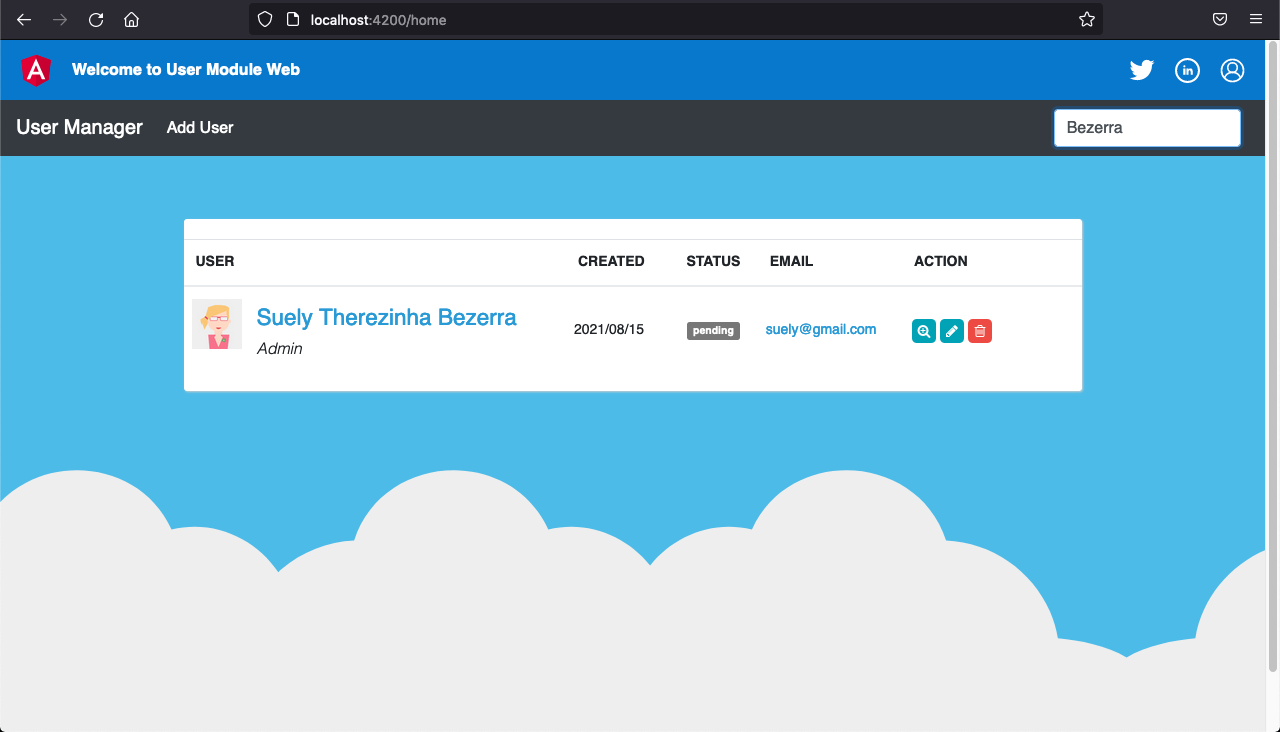 localhost:4200/home
A Welcome to User Module Web in
User Manager Add User Bezerra
USER CREATED STATUS EMAIL ACTION
Suely Therezinha Bezerra
Admin
2021/08/15 pending suely@gmail.com